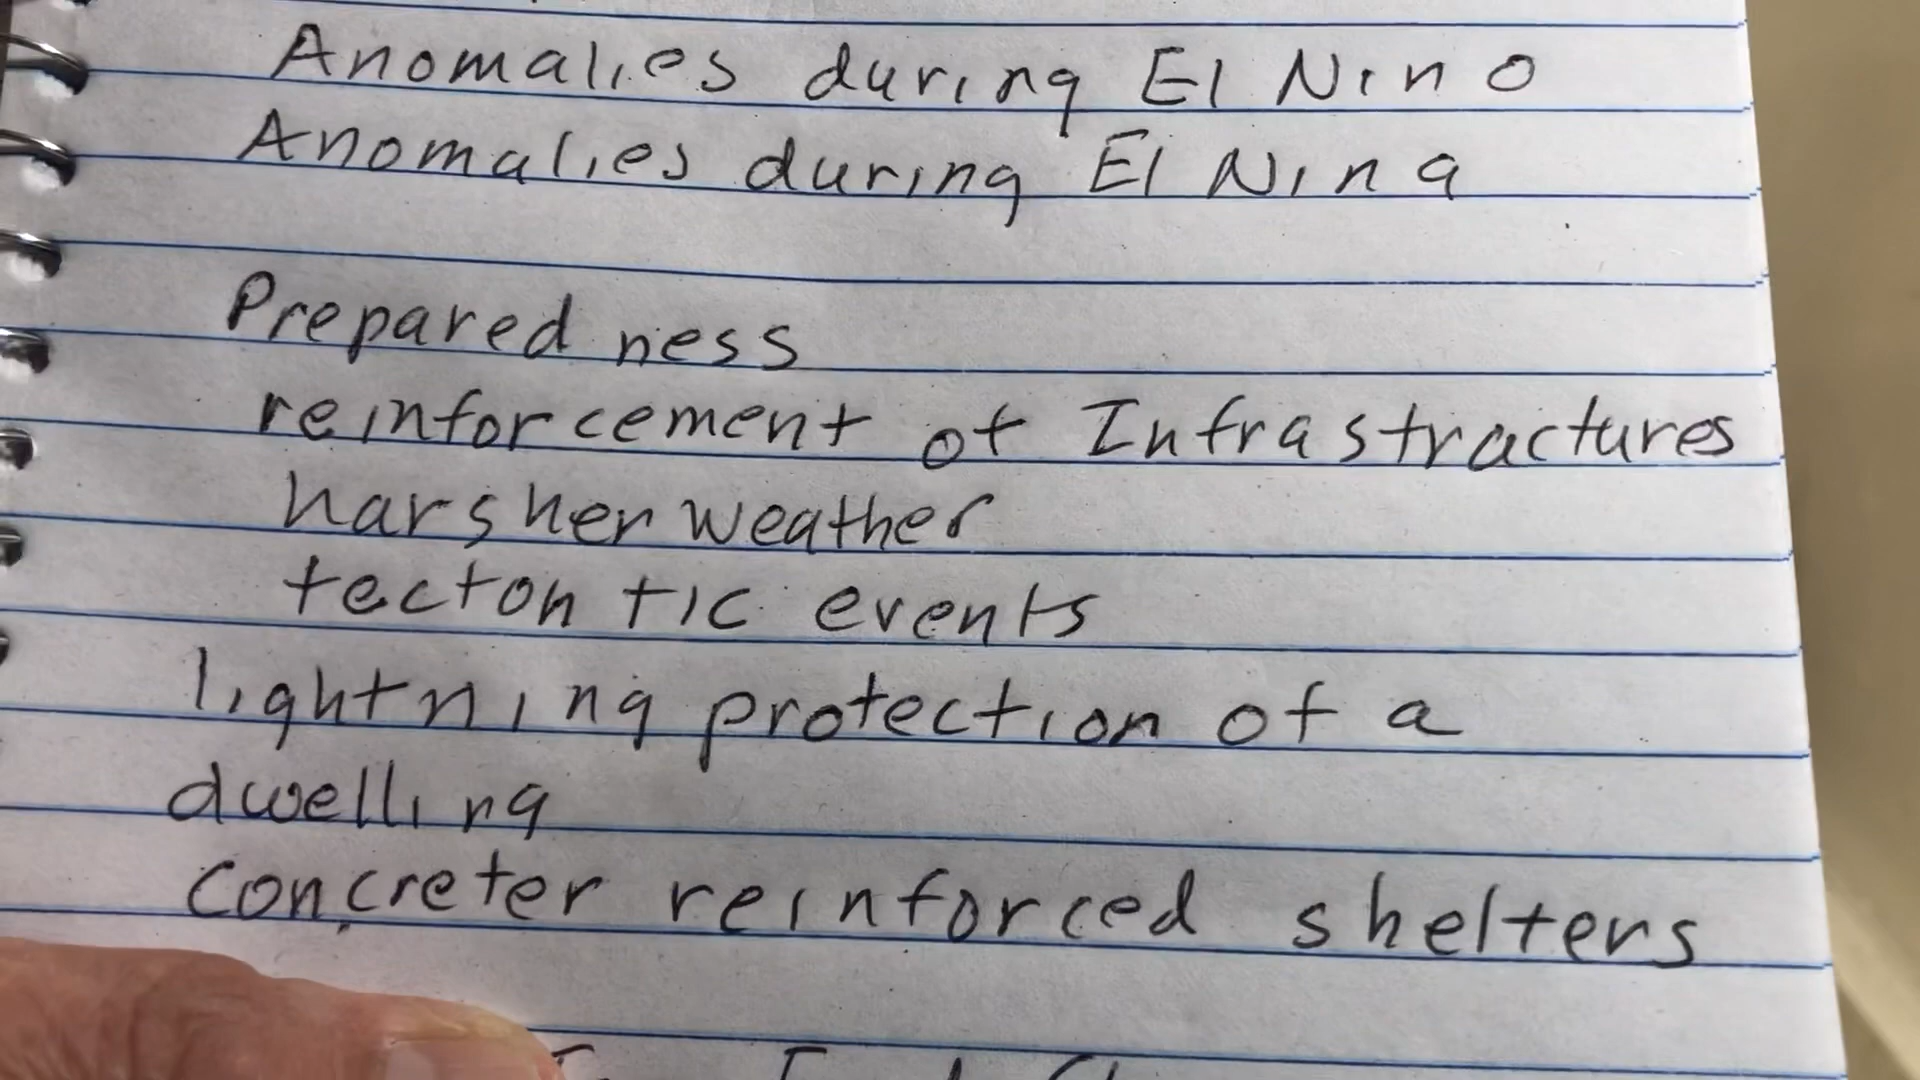 Anomalies during El Nino
Anomalies during El Nina
Preparedness
reinforcement of Infrastractures
harsher weather
tectontic events
lightning protection of a
dwelling
Concreter reinforced shelters